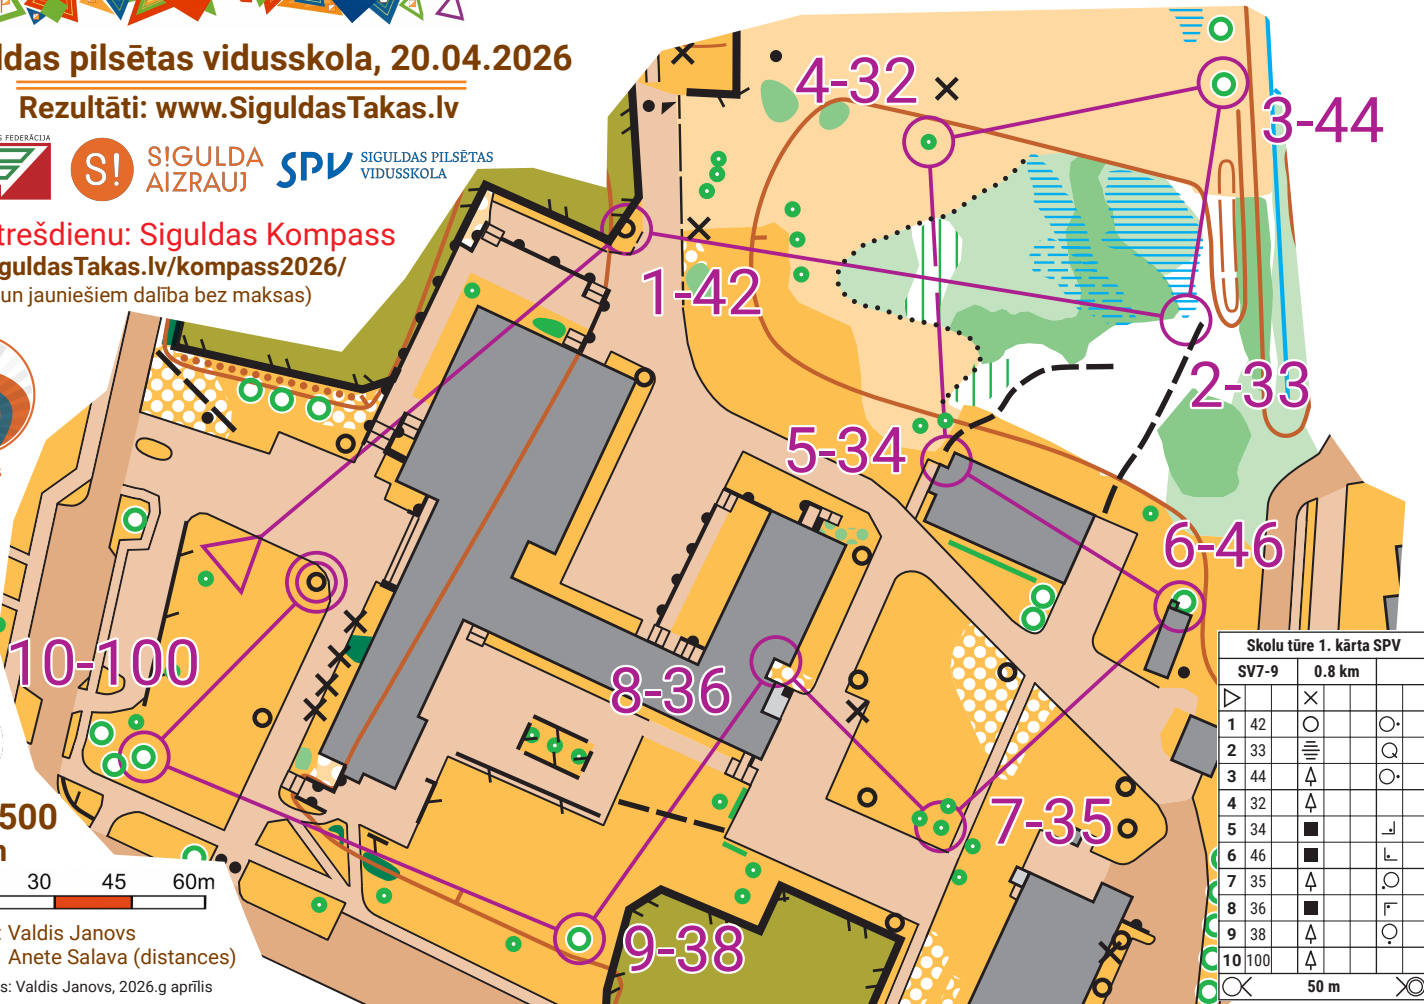 ldas pilsētas vidusskola, 20.04.2026
Rezultāti: www.SiguldasTakas.lv
S FEDERĀCIJA
S!
S!GULDA
AIZRAUJ
SPV
SIGULDAS PILSĒTAS
VIDUSSKOLA
trešdienu: Siguldas Kompass
guldasTakas.lv/kompass2026/
un jauniešiem dalība bez maksas)
4-32
3-44
1-42
2-33
5-34
6-46
10-100
8-36
7-35
9-38
500
30 45 60m
: Valdis Janovs
Anete Salava (distances)
s: Valdis Janovs, 2026.g aprīlis
Skolu tūre 1. kārta SPV
SV7-9 0.8 km
1 42
2 33
3 44
4 32
5 34
6 46
7 35
8 36
9 38
10 100
50 m